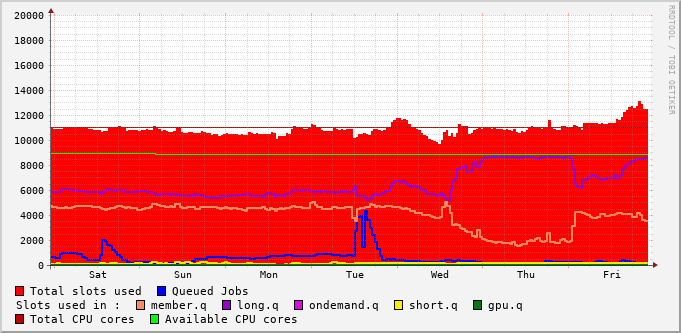 RRDTOOL / TOBI OETIKER
20000
18000
16000
14000
12000
10000
8000
6000
4000
2000
0
Sat Sun Mon Tue Wed Thu Fri
Total slots used Queued Jobs
Slots used in : member.q long.q ondemand.q short.q gpu.q
Total CPU cores Available CPU cores